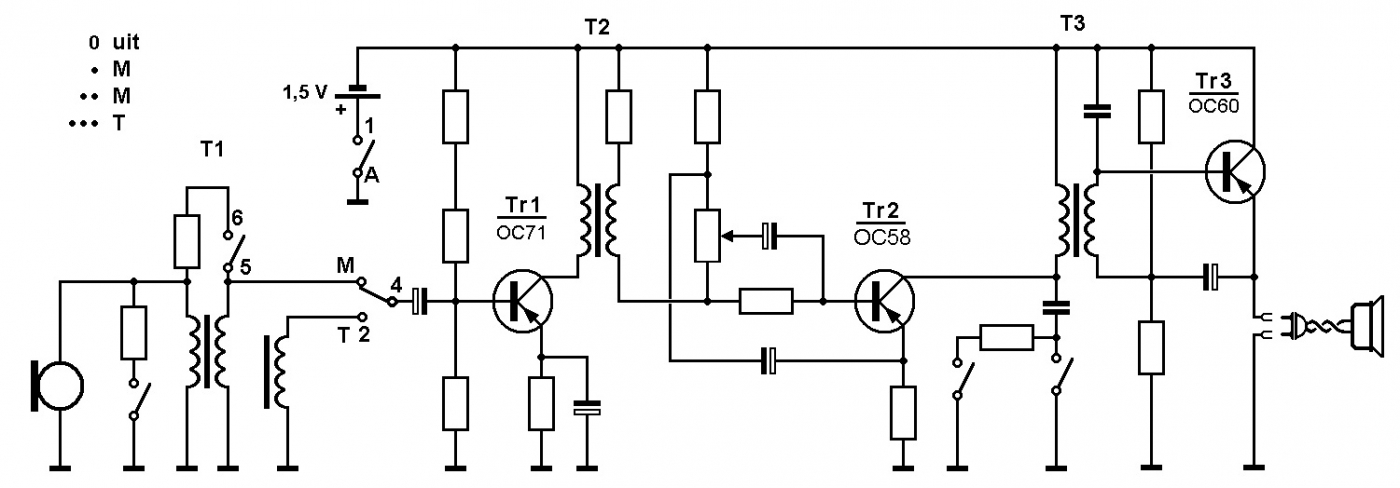 0 uit
• M
•• M
••• T
T1
6
5
1,5 V
+
1
A
M
4
T 2
Tr1
OC71
T2
Tr2
OC58
T3
Tr3
OC60